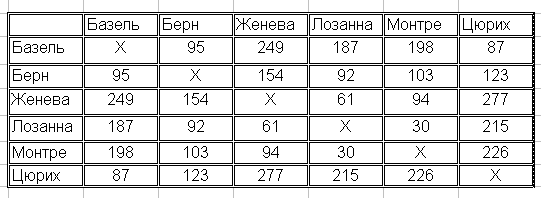 Базель Берн Женева Лозанна Монтре Цюрих
Базель X 95 249 187 198 87
Берн 95 X 154 92 103 123
Женева 249 154 X 61 94 277
Лозанна 187 92 61 X 30 215
Монтре 198 103 94 30 X 226
Цюрих 87 123 277 215 226 X